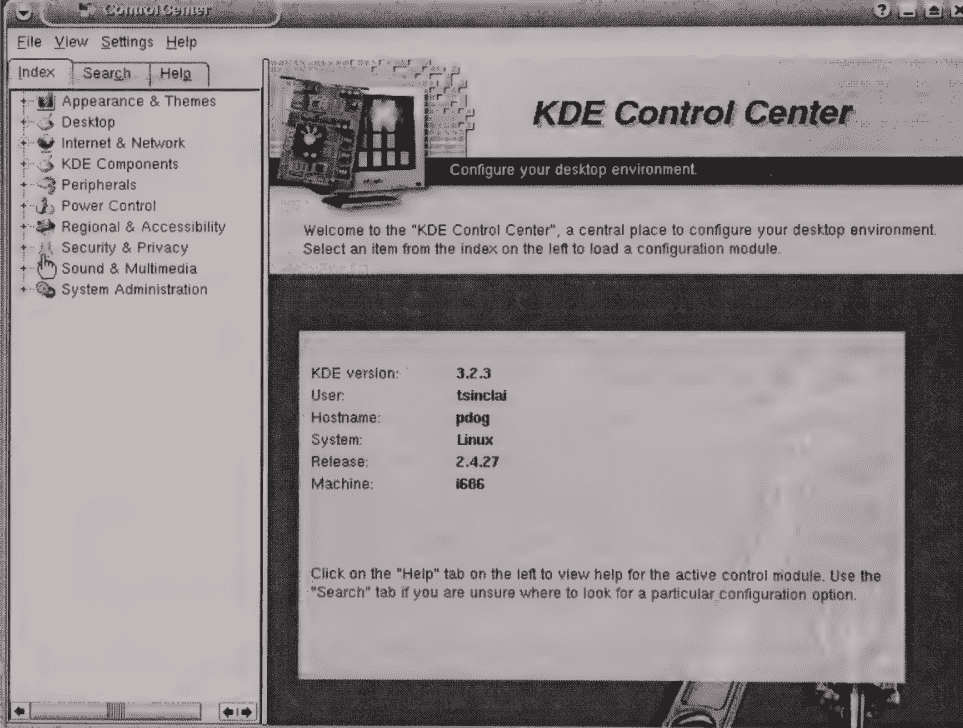 Control Center
File View Settings Help
Index Search Help
Appearance & Themes
Desktop
Internet & Network
KDE Components
Peripherals
Power Control
Regional & Accessibility
Security & Privacy
Sound & Multimedia
System Administration
KDE Control Center
Configure your desktop environment.
Welcome to the "KDE Control Center", a central place to configure your desktop environment.
Select an item from the index on the left to load a configuration module.
KDE version: 3.2.3
User: tsinclai
Hostname: pdog
System: Linux
Release: 2.4.27
Machine: i686
Click on the "Help" tab on the left to view help for the active control module. Use the
"Search" tab if you are unsure where to look for a particular configuration option.